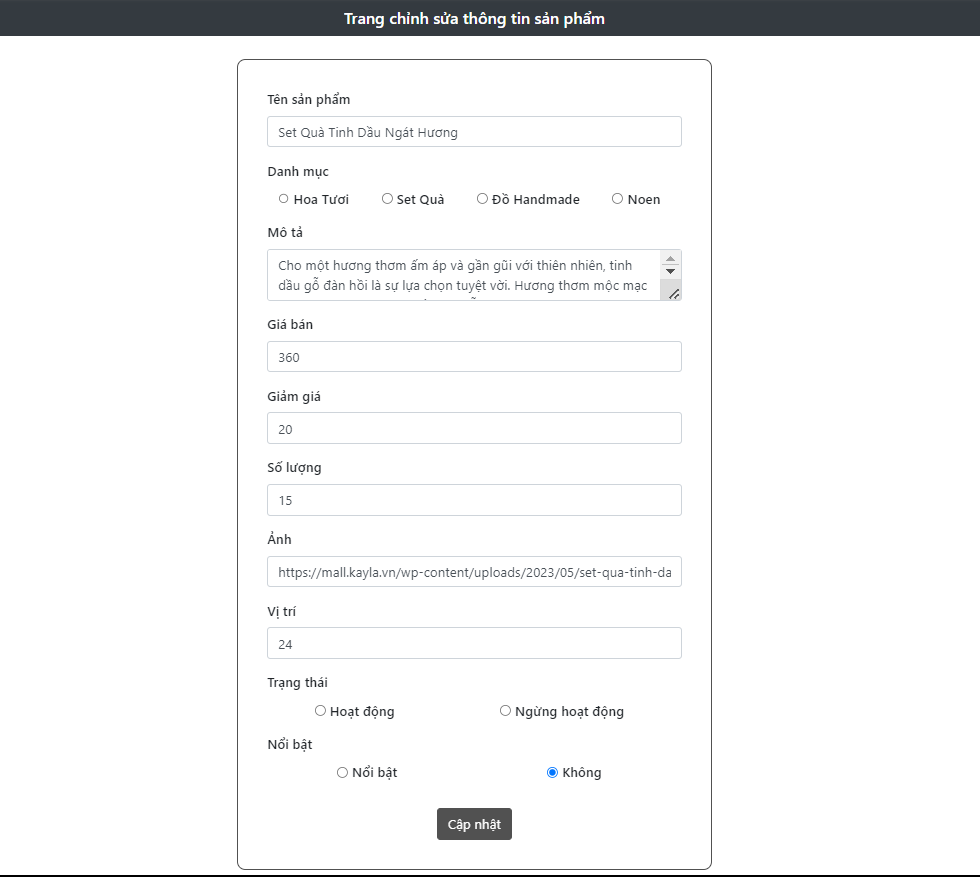 Trang chỉnh sửa thông tin sản phẩm
Tên sản phẩm
Set Quà Tinh Dầu Ngát Hương
Danh mục
Hoa Tươi Set Quà Đồ Handmade Noen
Mô tả
Cho một hương thơm ấm áp và gần gũi với thiên nhiên, tinh
dầu gỗ đàn hồi là sự lựa chọn tuyệt vời. Hương thơm mộc mạc
Giá bán
360
Giảm giá
20
Số lượng
15
Ảnh
https://mall.kayla.vn/wp-content/uploads/2023/05/set-qua-tinh-da
Vị trí
24
Trạng thái
Hoạt động Ngừng hoạt động
Nổi bật
Nổi bật Không
Cập nhật